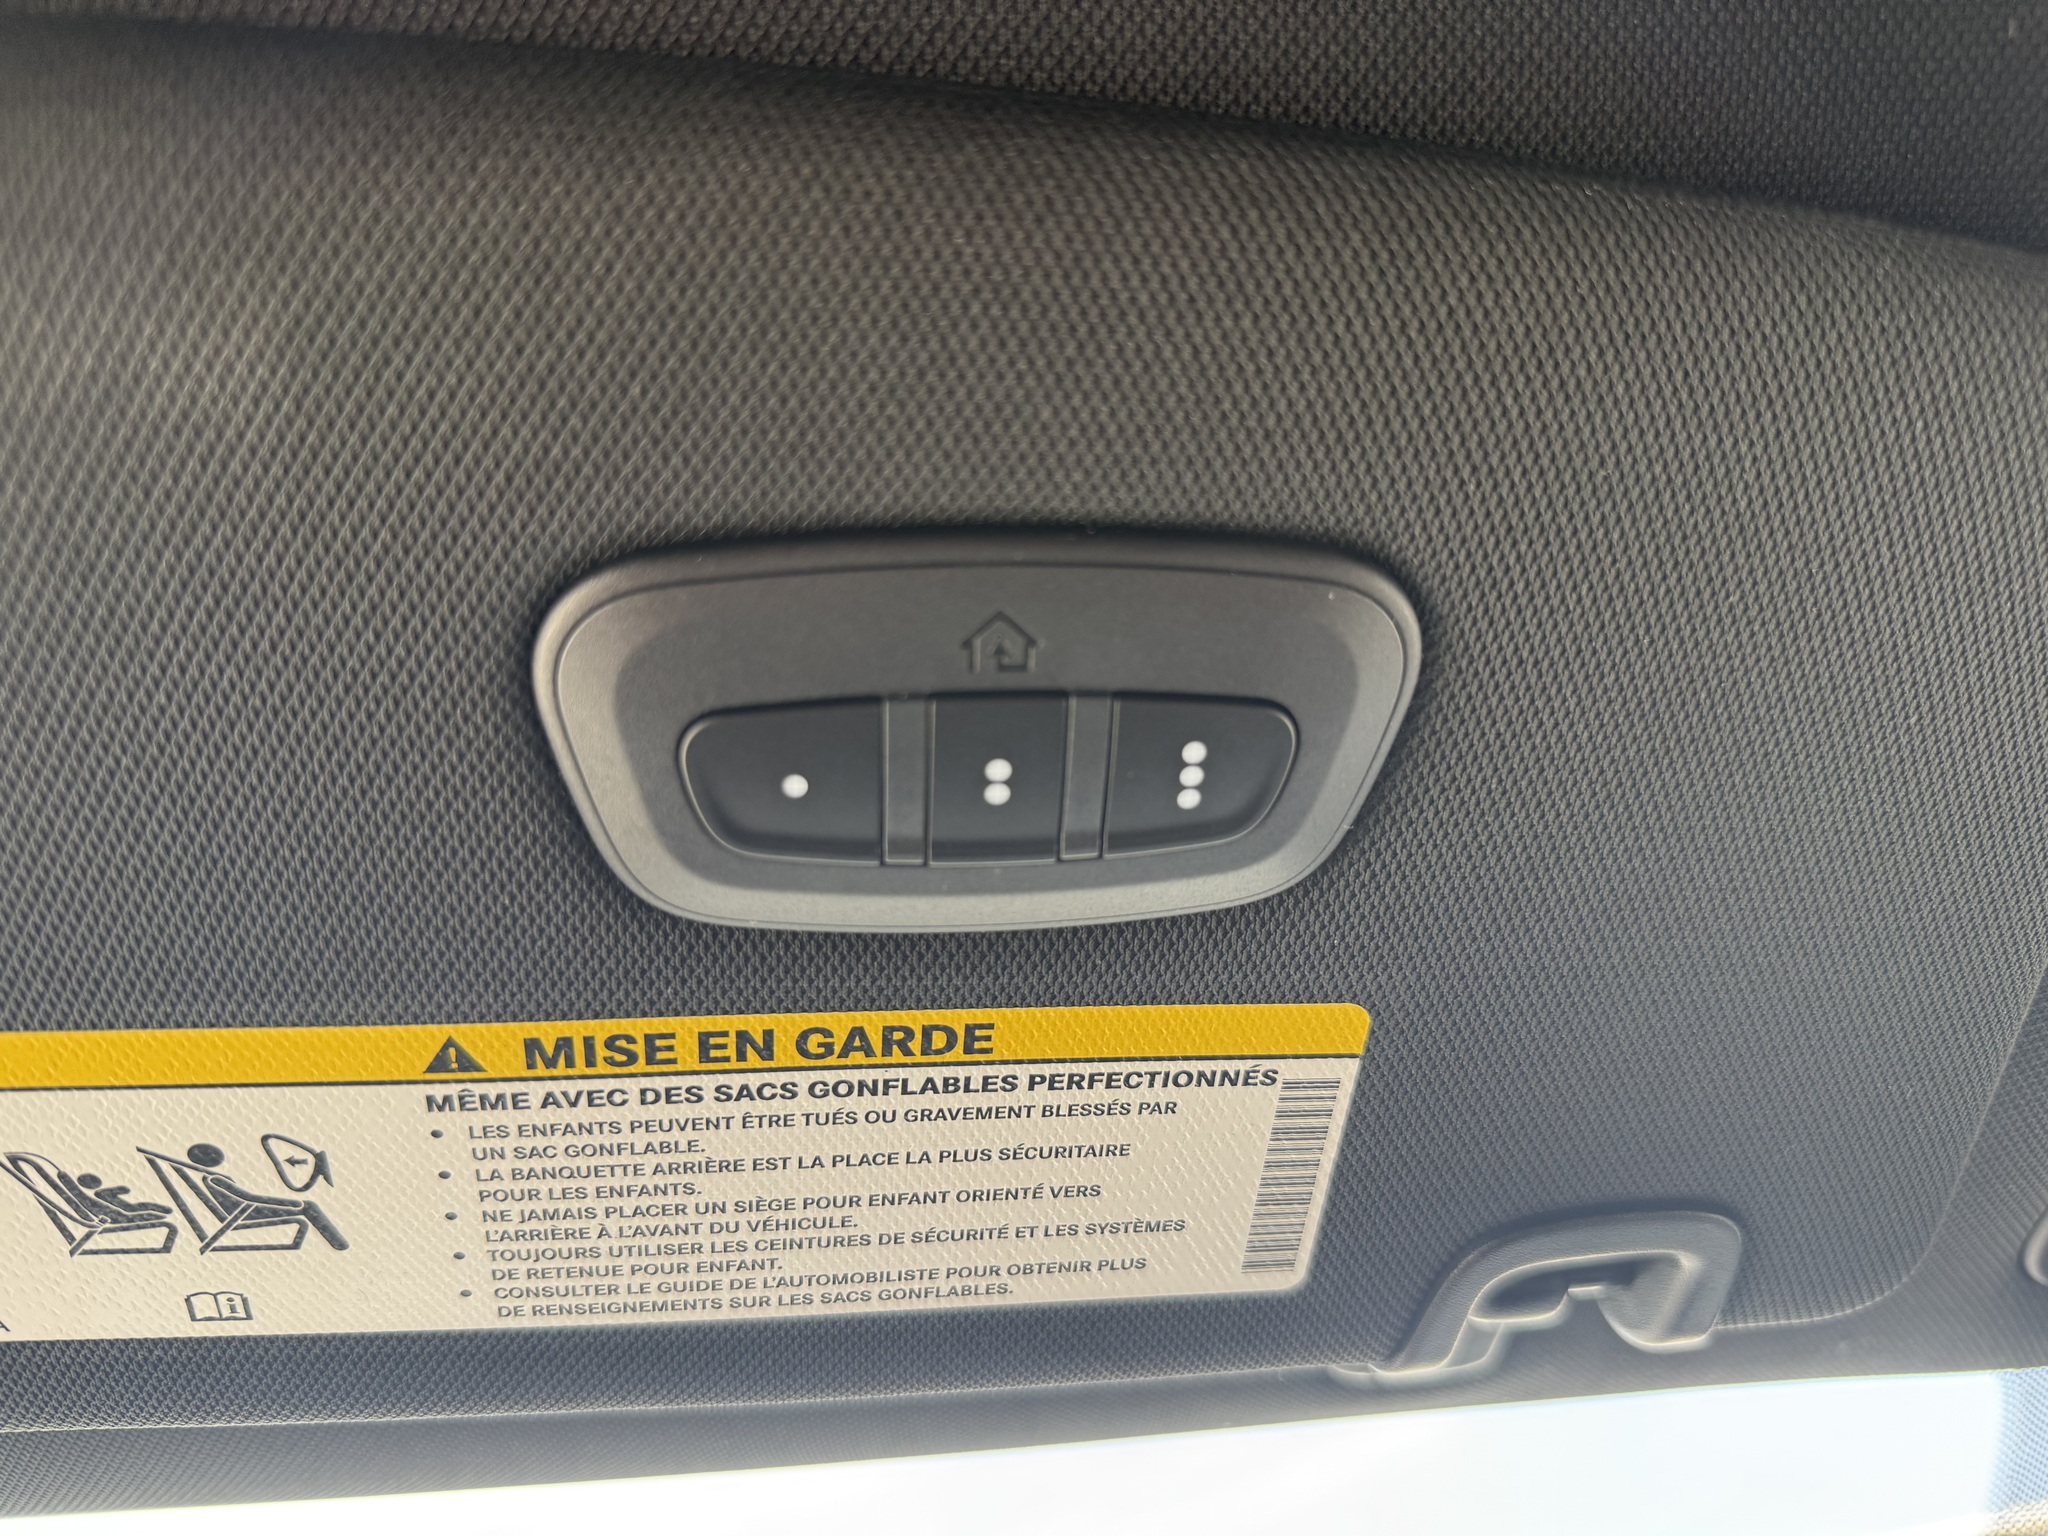 MISE EN GARDE
MÊME AVEC DES SACS GONFLABLES PERFECTIONNÉS
• LES ENFANTS PEUVENT ÊTRE TUÉS OU GRAVEMENT BLESSÉS PAR
UN SAC GONFLABLE.
• LA BANQUETTE ARRIÈRE EST LA PLACE LA PLUS SÉCURITAIRE
POUR LES ENFANTS.
• NE JAMAIS PLACER UN SIÈGE POUR ENFANT ORIENTÉ VERS
L'ARRIÈRE À L'AVANT DU VÉHICULE.
• TOUJOURS UTILISER LES CEINTURES DE SÉCURITÉ ET LES SYSTÈMES
DE RETENUE POUR ENFANT.
• CONSULTER LE GUIDE DE L'AUTOMOBILISTE POUR OBTENIR PLUS
DE RENSEIGNEMENTS SUR LES SACS GONFLABLES.